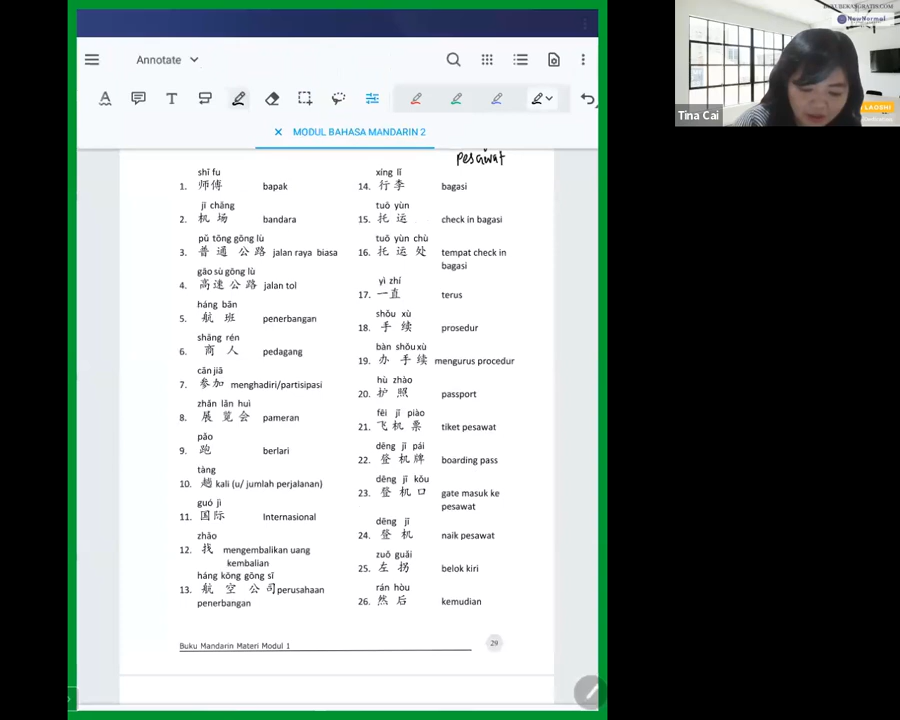 Annotate
MODUL BAHASA MANDARIN 2
pesawat
shī fu
1. 师傅 bapak
jī chǎng
2. 机场 bandara
pǔ tōng gōng lù
3. 普通公路 jalan raya biasa
gāo sù gōng lù
4. 高速公路 jalan tol
háng bān
5. 航班 penerbangan
shāng rén
6. 商人 pedagang
cān jiā
7. 参加 menghadiri/partisipasi
zhǎn lǎn huì
8. 展览会 pameran
pǎo
9. 跑 berlari
tàng
10. 趟 kali (u/ jumlah perjalanan)
guó jì
11. 国际 Internasional
zhǎo
12. 找 mengembalikan uang
kembalian
háng kōng gōng sī
13. 航空公司 perusahaan
penerbangan
xíng lǐ
14. 行李 bagasi
tuō yùn
15. 托运 check in bagasi
tuō yùn chù
16. 托运处 tempat check in
bagasi
yì zhí
17. 一直 terus
shǒu xù
18. 手续 prosedur
bàn shǒu xù
19. 办手续 mengurus procedur
hù zhào
20. 护照 passport
fēi jī piào
21. 飞机票 tiket pesawat
dēng jī pái
22. 登机牌 boarding pass
dēng jī kǒu
23. 登机口 gate masuk ke
pesawat
dēng jī
24. 登机 naik pesawat
zuǒ guǎi
25. 左拐 belok kiri
rán hòu
26. 然后 kemudian
Buku Mandarin Materi Modul 1
29
NewNormal
LAOSHI
Tina Cai